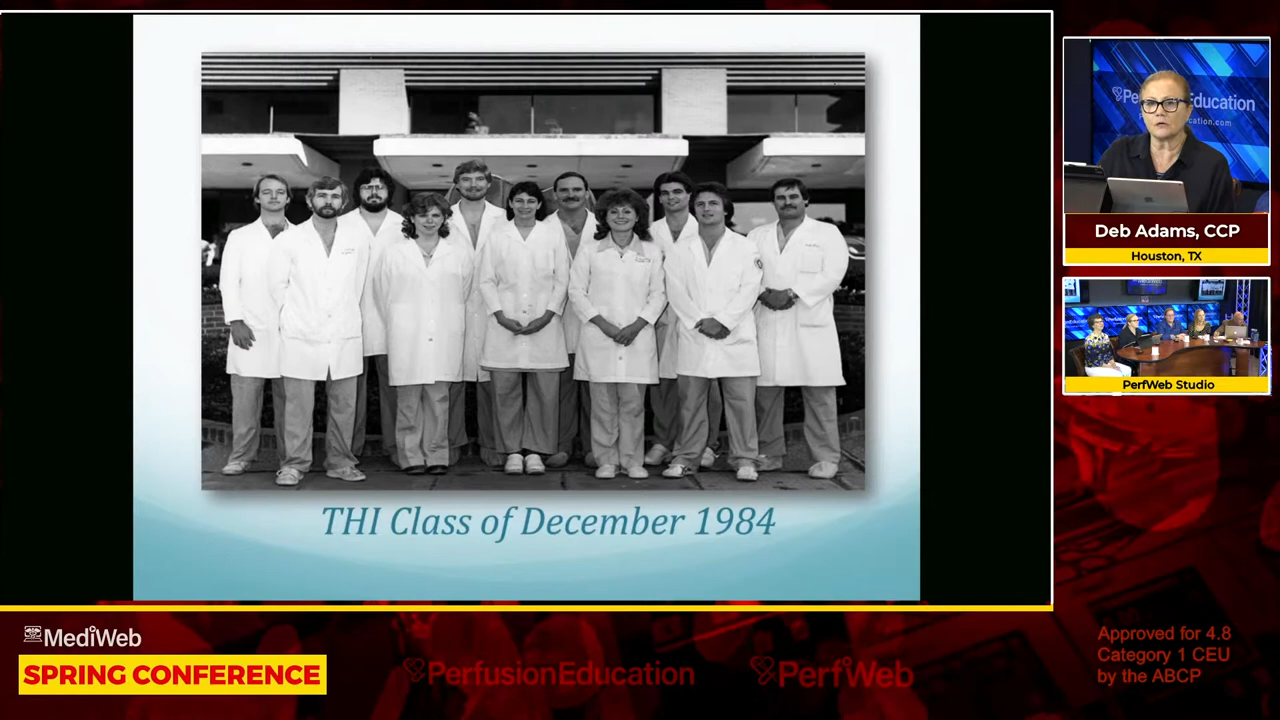 THI Class of December 1984
PerfusionEducation
Deb Adams, CCP
Houston, TX
PerfWeb Studio
MediWeb
SPRING CONFERENCE
PerfusionEducation
PerfWeb
Approved for 4.8
Category 1 CEU
by the ABCP